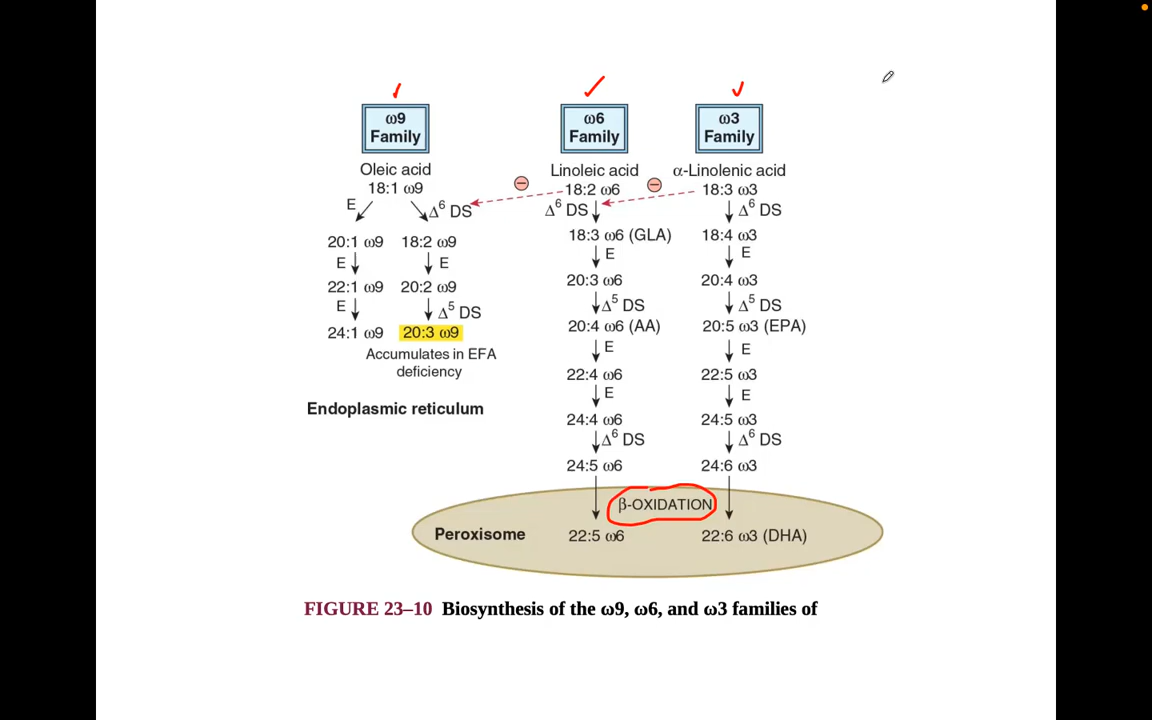 ω9 Family
ω6 Family
ω3 Family
Oleic acid
18:1 ω9
Linoleic acid
18:2 ω6
α-Linolenic acid
18:3 ω3
E
Δ⁶ DS
20:1 ω9
18:2 ω9
E
E
22:1 ω9
20:2 ω9
E
Δ⁵ DS
24:1 ω9
20:3 ω9
Accumulates in EFA
deficiency
Endoplasmic reticulum
Δ⁶ DS
18:3 ω6 (GLA)
E
20:3 ω6
Δ⁵ DS
20:4 ω6 (AA)
E
22:4 ω6
E
24:4 ω6
Δ⁶ DS
24:5 ω6
Δ⁶ DS
18:4 ω3
E
20:4 ω3
Δ⁵ DS
20:5 ω3 (EPA)
E
22:5 ω3
E
24:5 ω3
Δ⁶ DS
24:6 ω3
β-OXIDATION
Peroxisome
22:5 ω6
22:6 ω3 (DHA)
FIGURE 23–10 Biosynthesis of the ω9, ω6, and ω3 families of